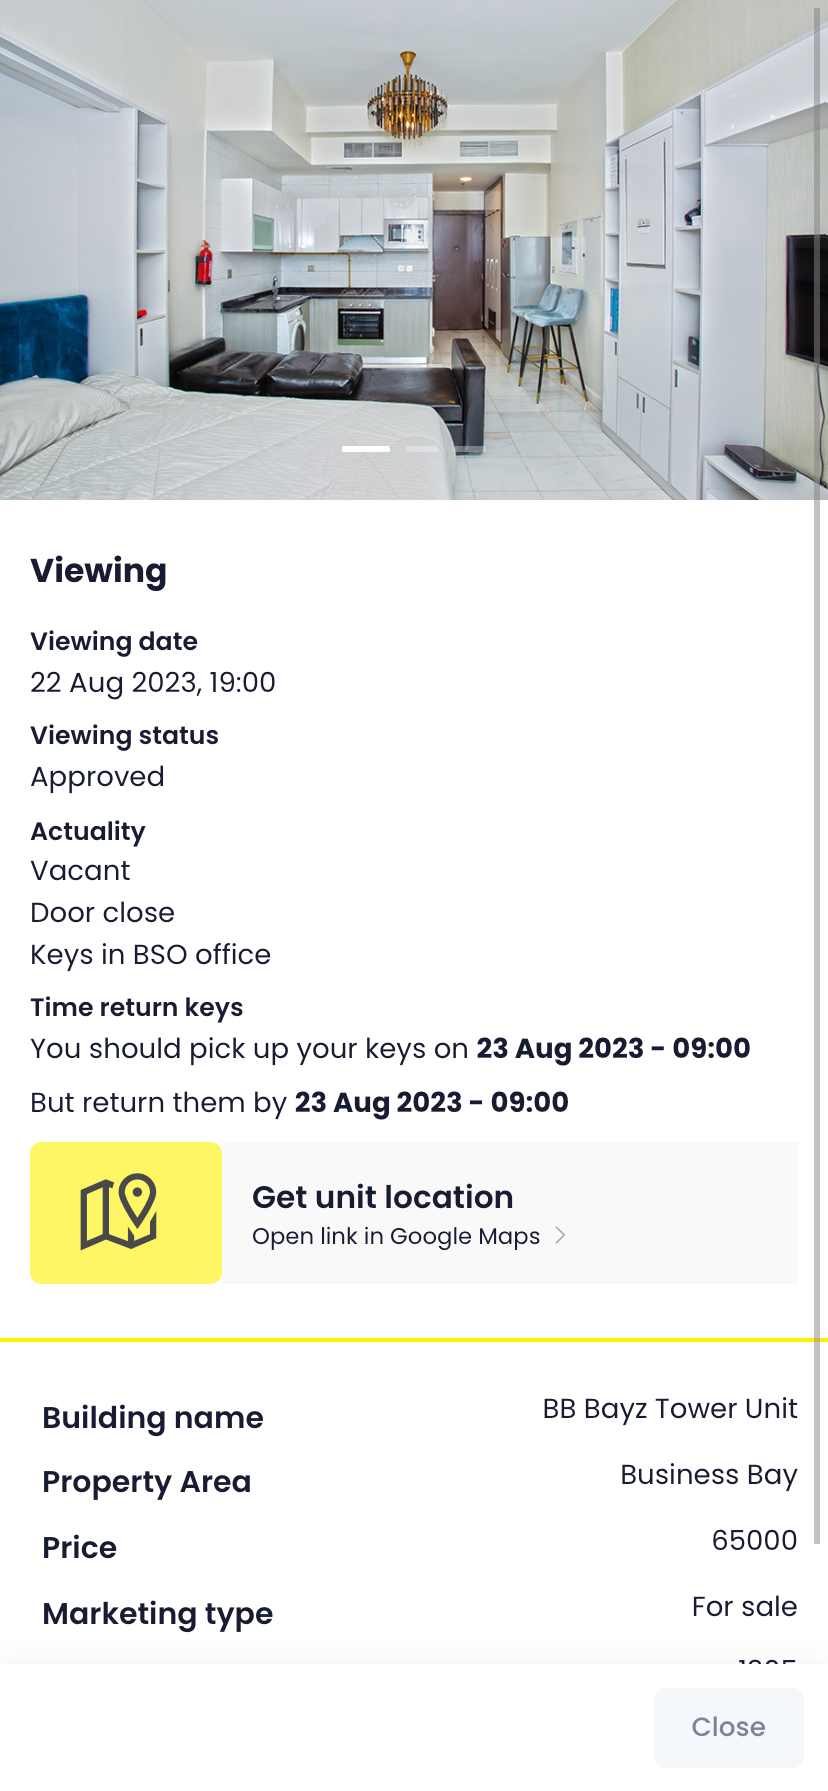 Viewing
Viewing date
22 Aug 2023, 19:00
Viewing status
Approved
Actuality
Vacant
Door close
Keys in BSO office
Time return keys
You should pick up your keys on 23 Aug 2023 - 09:00
But return them by 23 Aug 2023 - 09:00
Get unit location
Open link in Google Maps
Building name BB Bayz Tower Unit
Property Area Business Bay
Price 65000
Marketing type For sale
Close